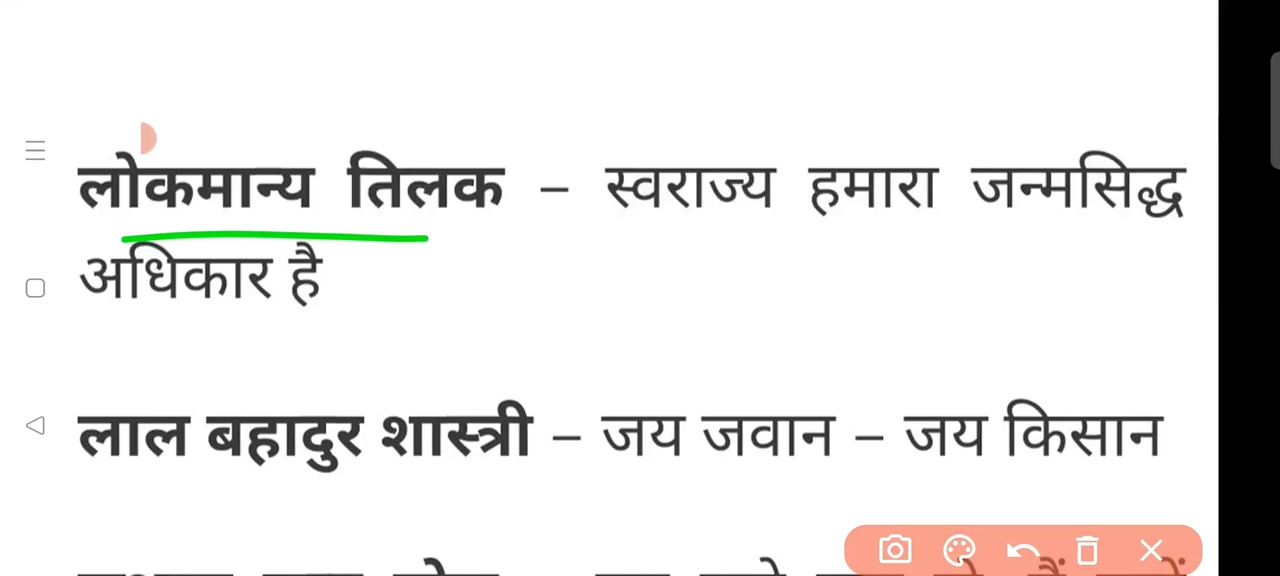 लोकमान्य तिलक – स्वराज्य हमारा जन्मसिद्ध
अधिकार है
लाल बहादुर शास्त्री – जय जवान – जय किसान